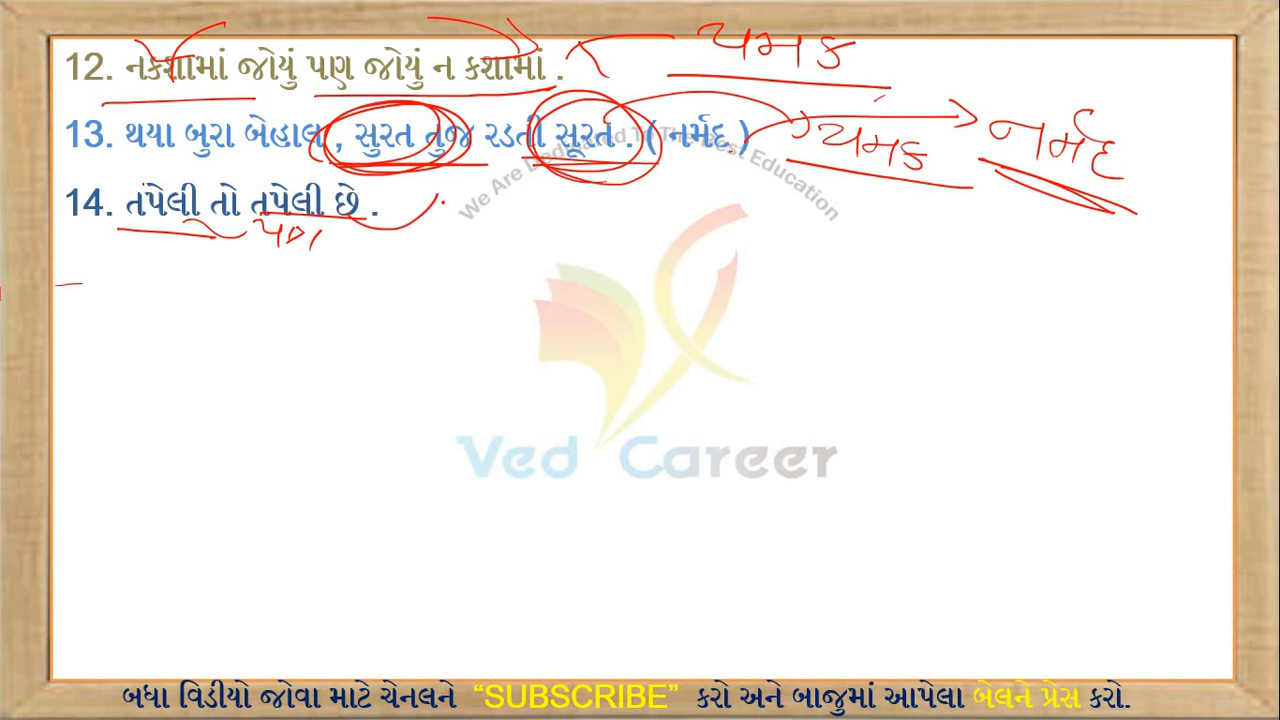 12. નકશામાં જોયું પણ જોયું ન કશામાં . યમક
13. થયા બુરા બેહાલ , સુરત તુજ રડતી સૂરત . ( નર્મદ ) યમક નર્મદ
We Are Dedicated To The Best Education
14. તપેલી તો તપેલી છે .
Ved Career
બધા વિડીયો જોવા માટે ચેનલને “SUBSCRIBE” કરો અને બાજુમાં આપેલા બેલને પ્રેસ કરો.